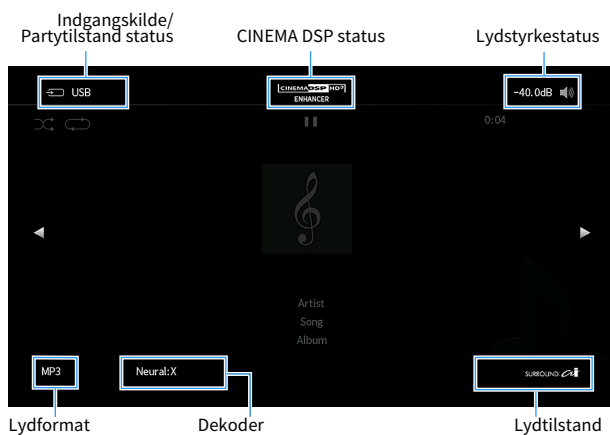 Indgangskilde/
Partytilstand status
CINEMA DSP status
Lydstyrkestatus
USB
CINEMA DSP HD³
ENHANCER
-40.0dB
0:04
Artist
Song
Album
MP3
Neural:X
SURROUND: AI
Lydformat
Dekoder
Lydtilstand